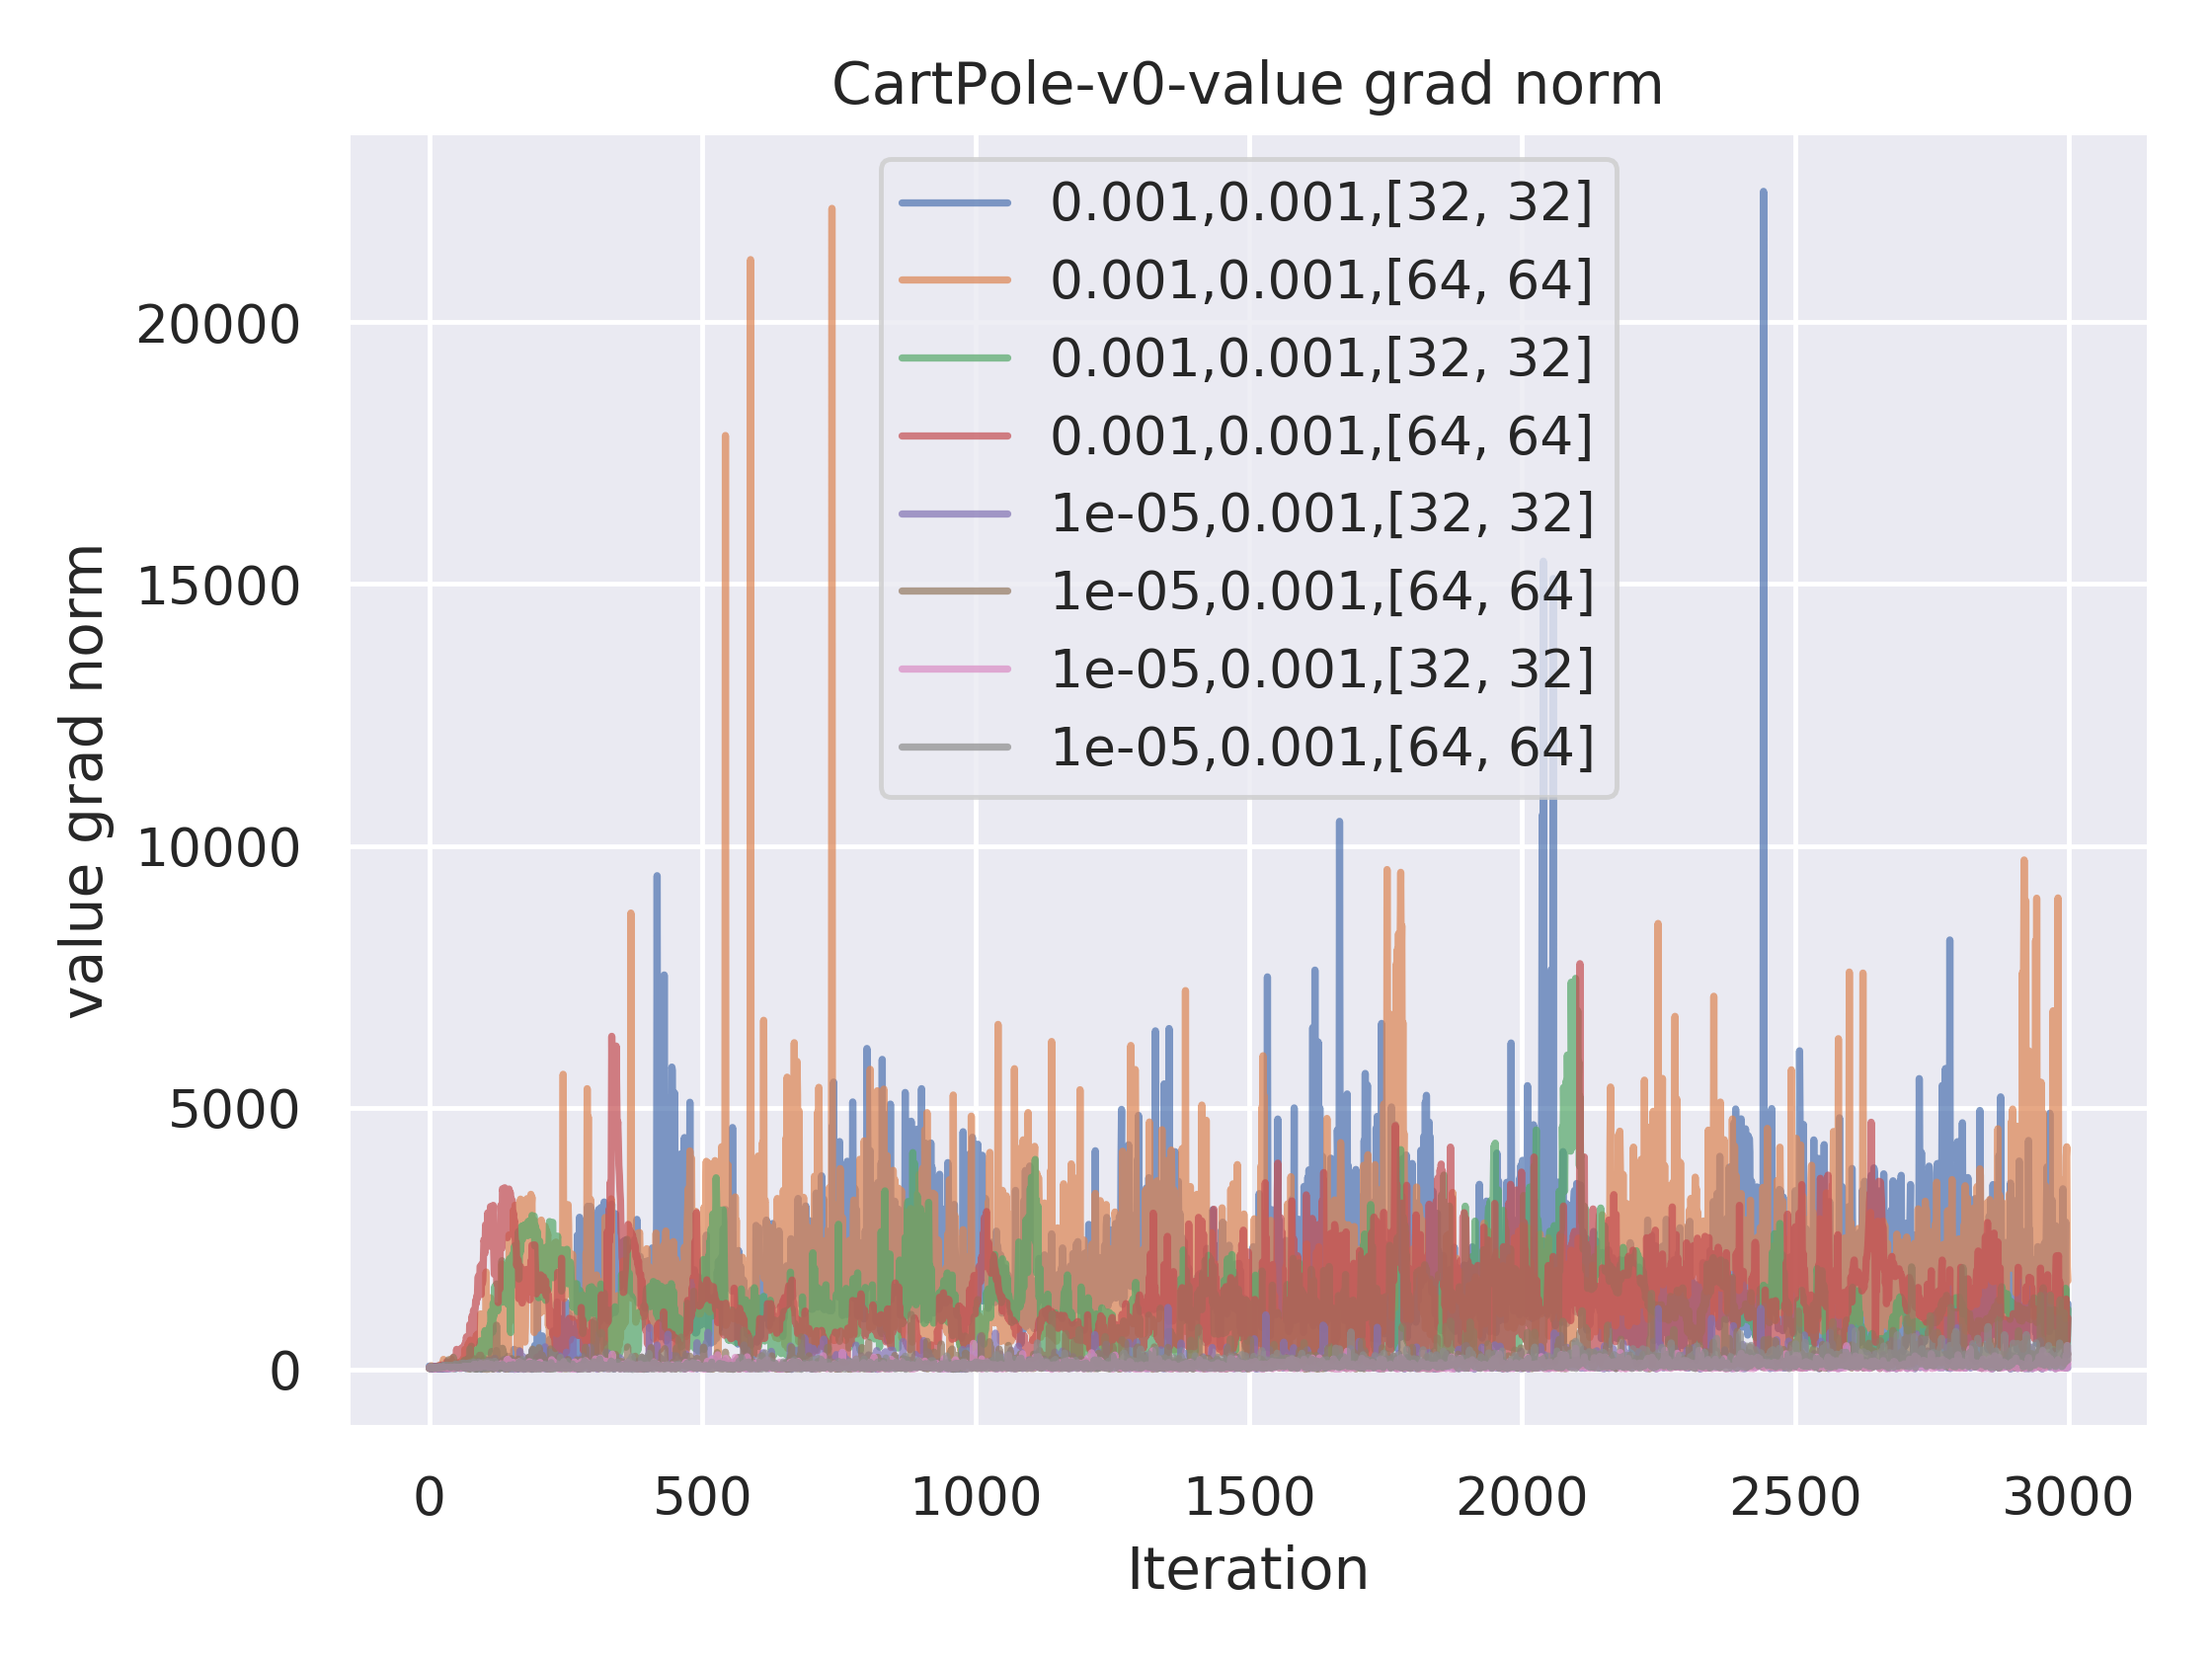 CartPole-v0-value grad norm
0.001,0.001,[32, 32]
0.001,0.001,[64, 64]
0.001,0.001,[32, 32]
0.001,0.001,[64, 64]
1e-05,0.001,[32, 32]
1e-05,0.001,[64, 64]
1e-05,0.001,[32, 32]
1e-05,0.001,[64, 64]
value grad norm
20000
15000
10000
5000
0
0 500 1000 1500 2000 2500 3000
Iteration